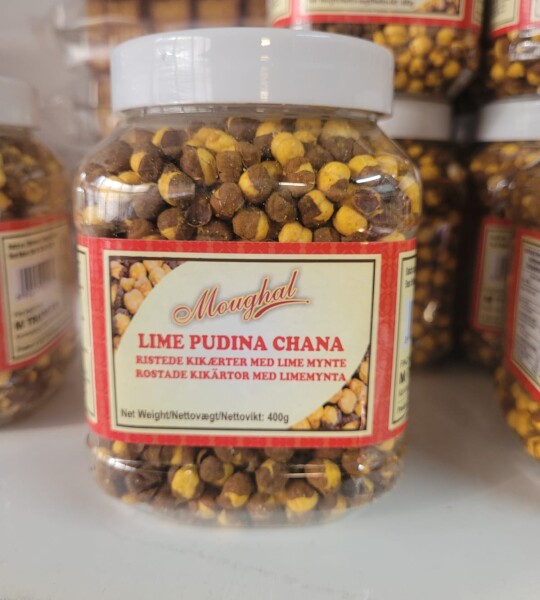 Moughal
LIME PUDINA CHANA
RISTEDE KIKÆRTER MED LIME MYNTE
ROSTADE KIKÄRTOR MED LIMEMYNTA
Net Weight/Nettovægt/Nettovikt: 400g